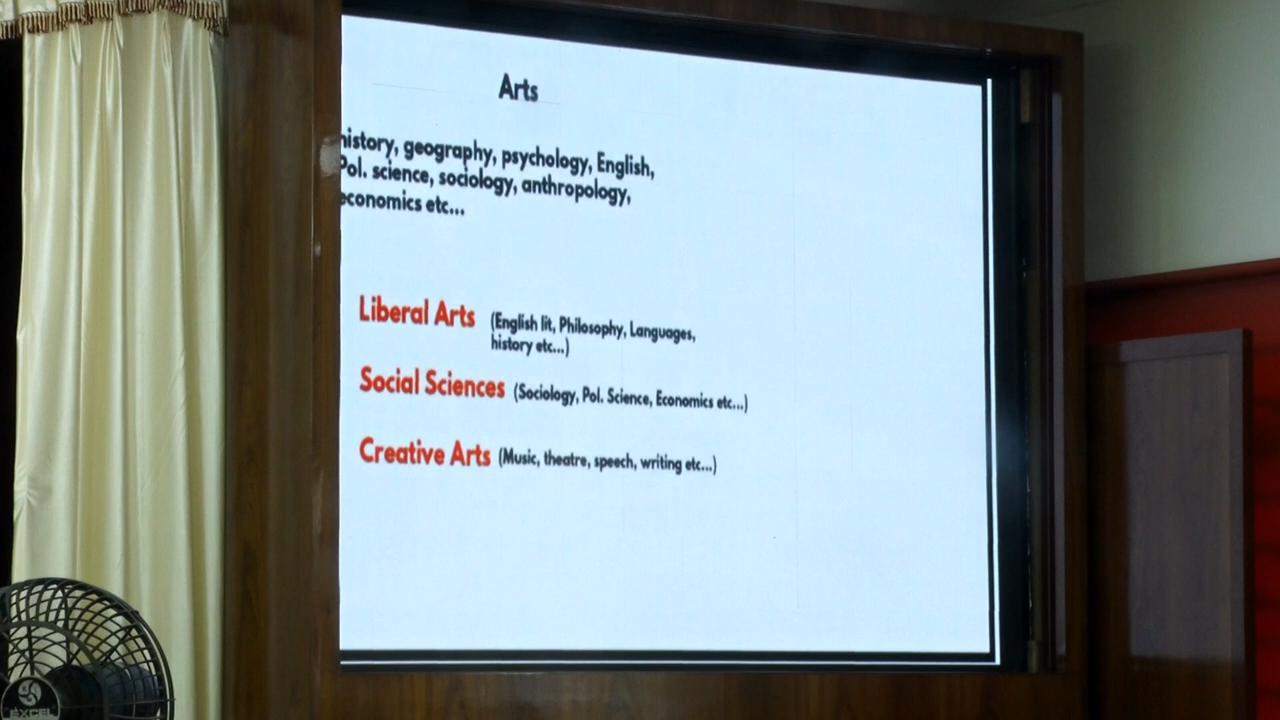 Arts
history, geography, psychology, English,
Pol. science, sociology, anthropology,
economics etc...
Liberal Arts (English lit, Philosophy, Languages,
history etc...)
Social Sciences (Sociology, Pol. Science, Economics etc...)
Creative Arts (Music, theatre, speech, writing etc...)
EXCEL